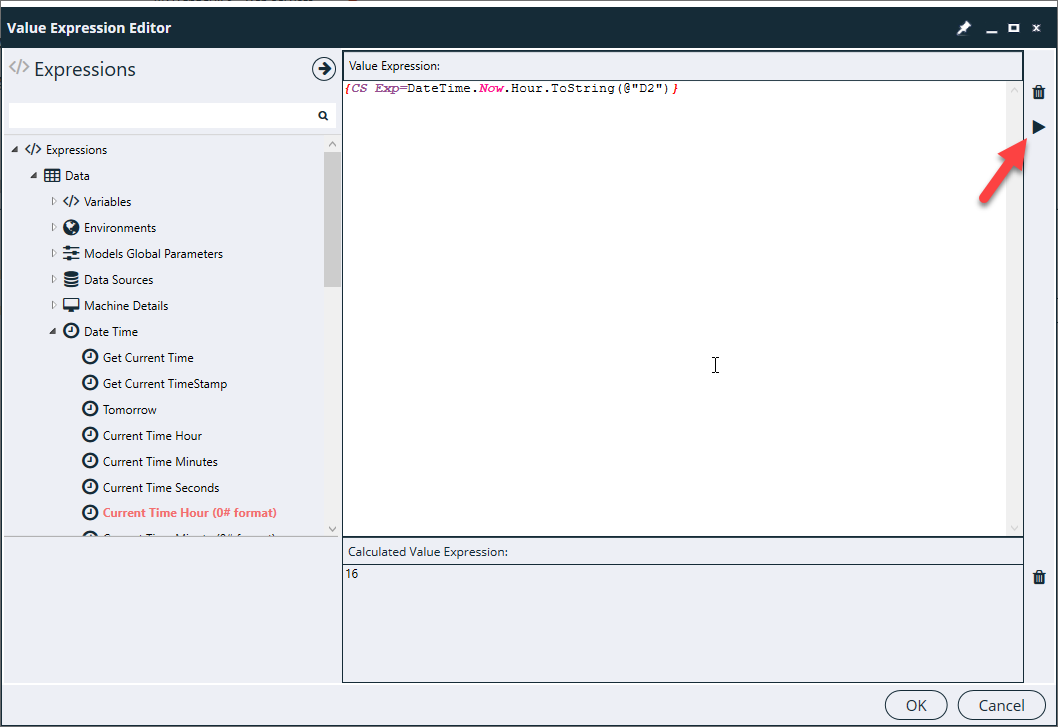 Value Expression Editor
</> Expressions
Expressions
Data
Variables
Environments
Models Global Parameters
Data Sources
Machine Details
Date Time
Get Current Time
Get Current TimeStamp
Tomorrow
Current Time Hour
Current Time Minutes
Current Time Seconds
Current Time Hour (0# format)
Value Expression:
{CS Exp=DateTime.Now.Hour.ToString(@"D2")}
Calculated Value Expression:
16
OK
Cancel